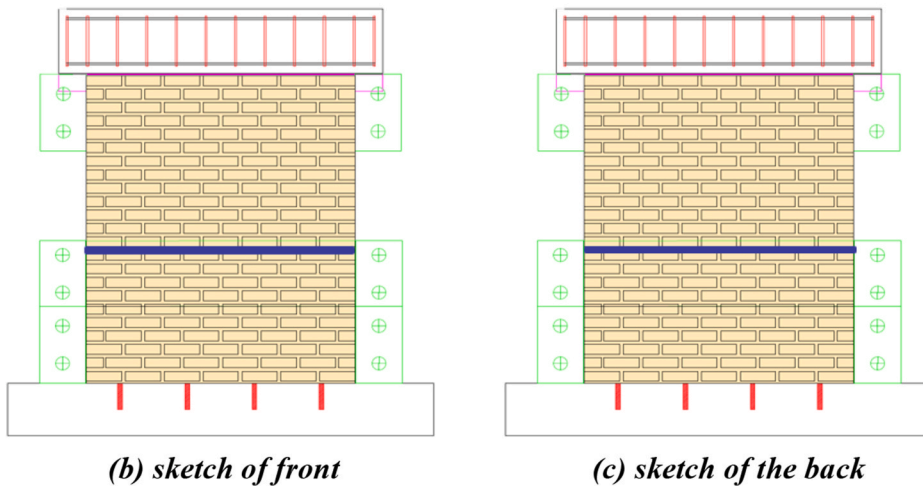 (b) sketch of front
(c) sketch of the back